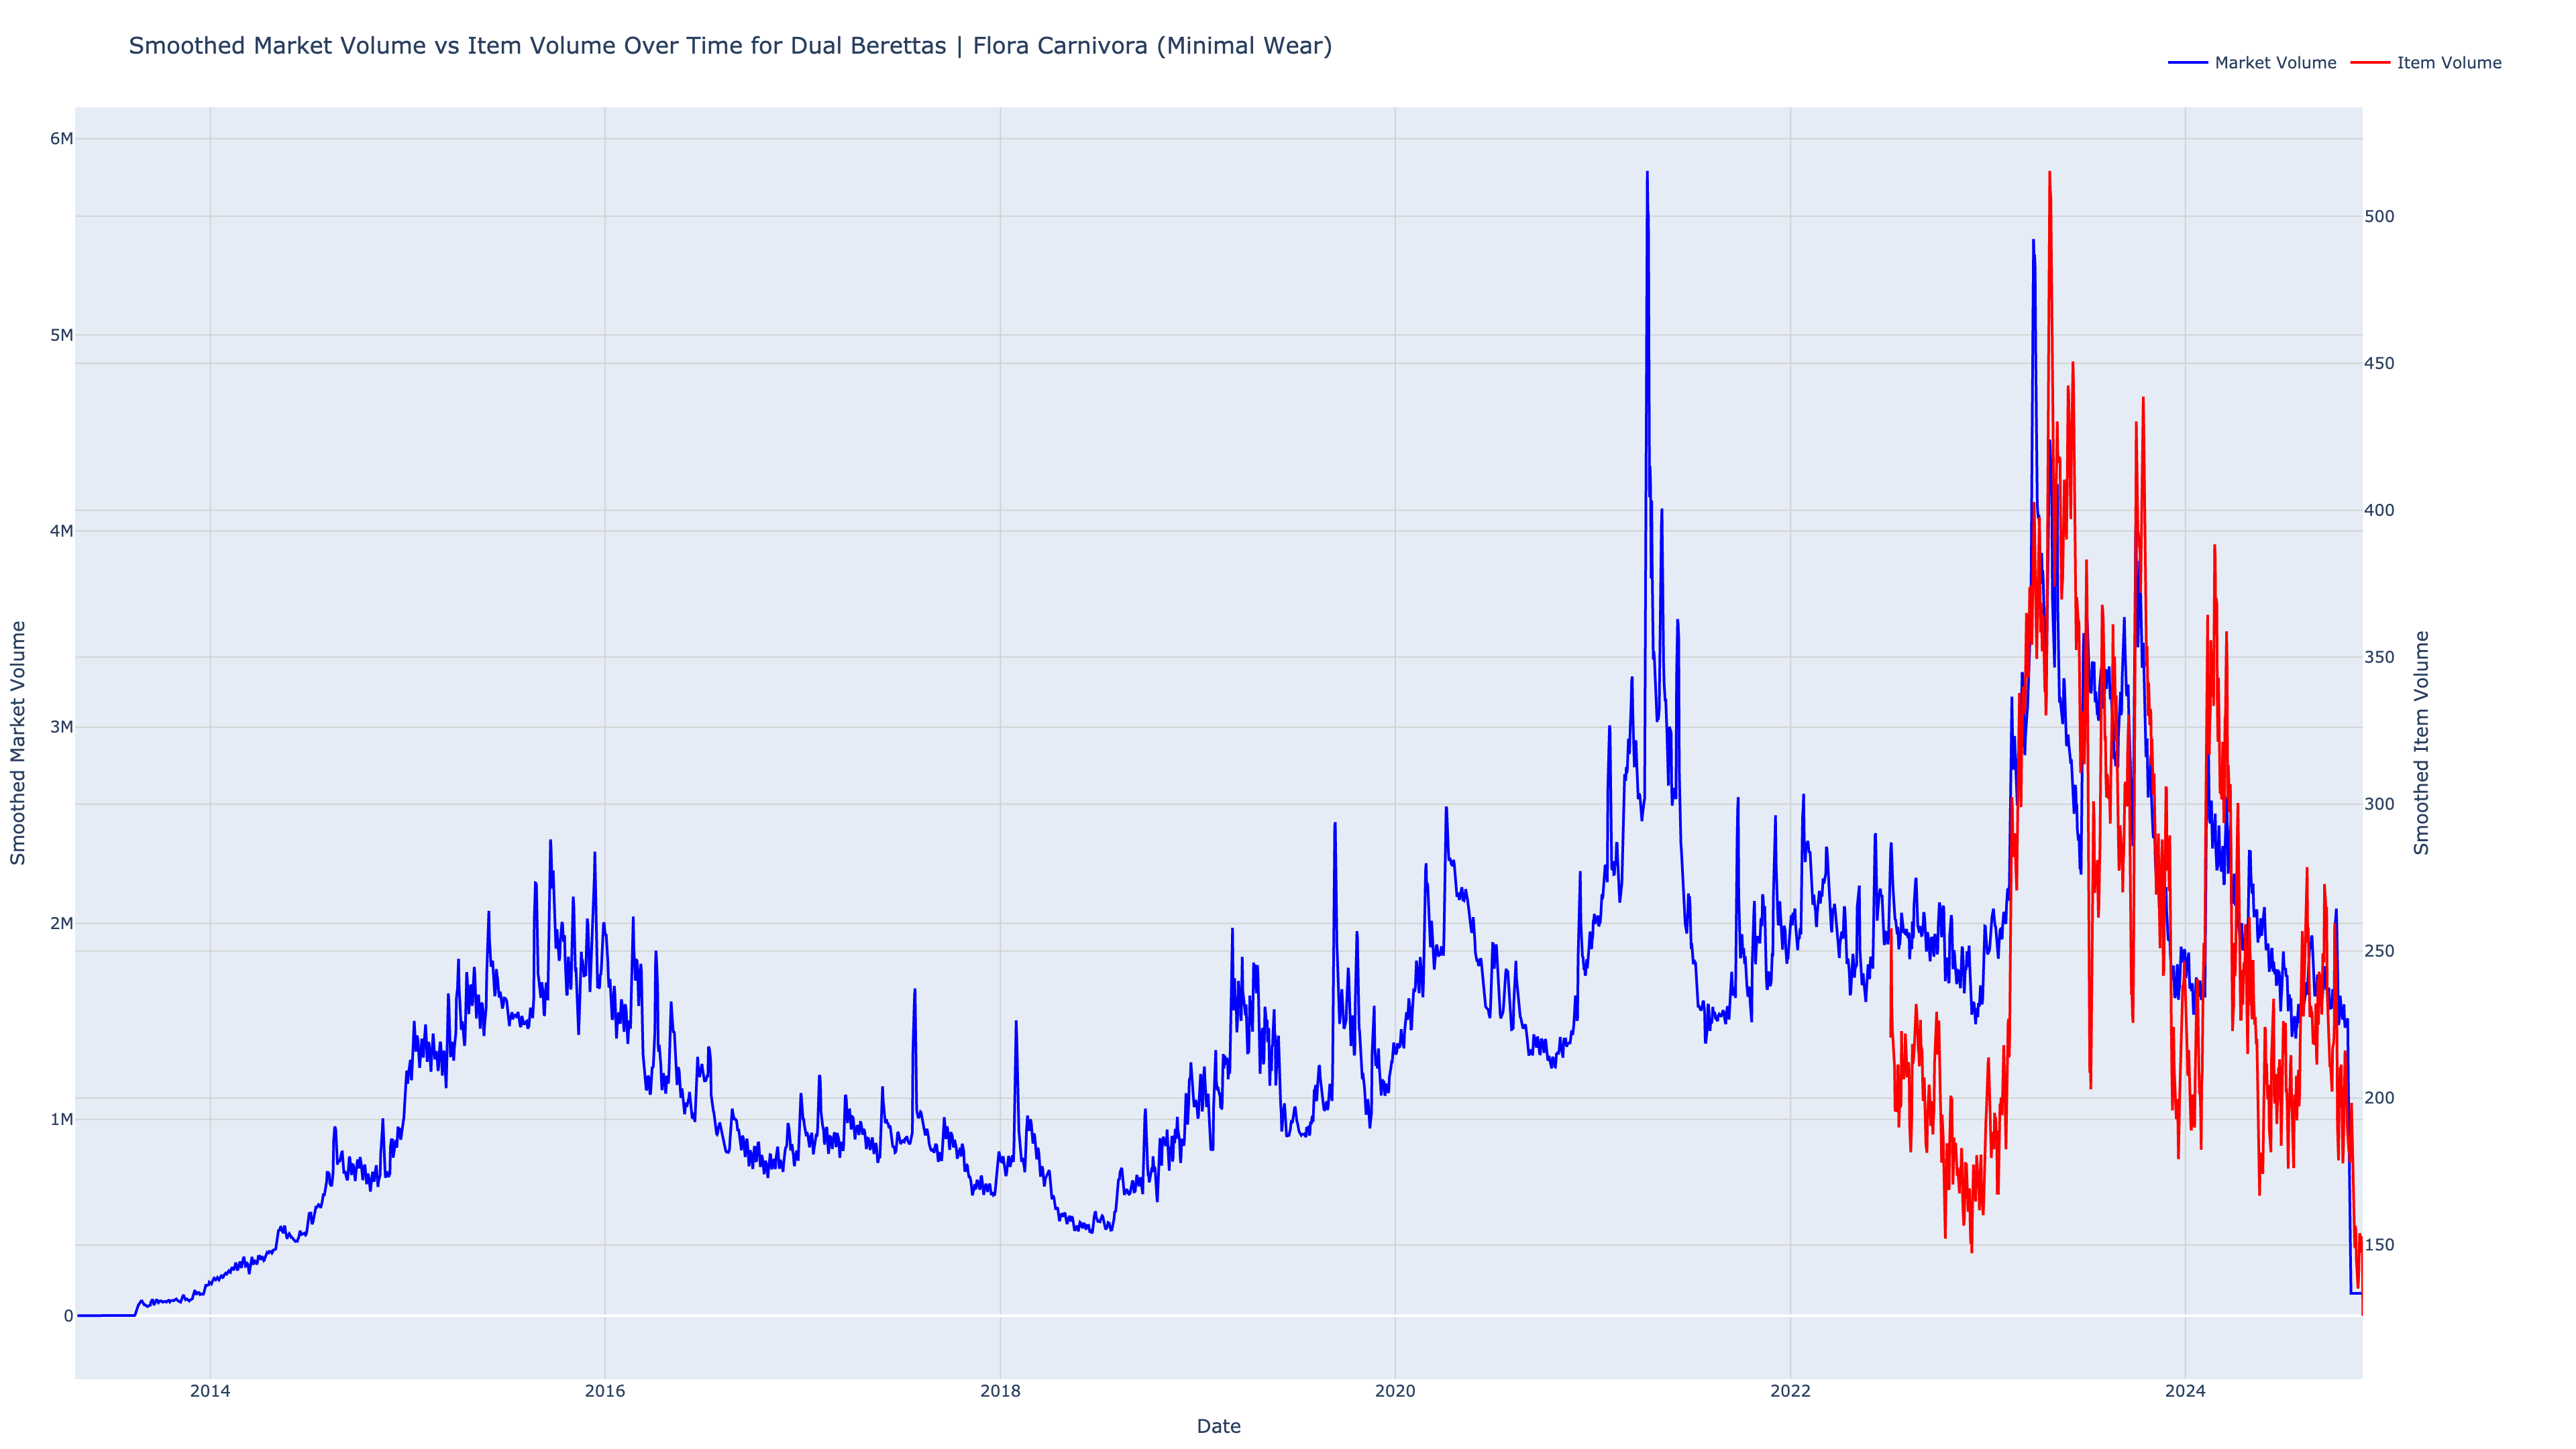 Smoothed Market Volume vs Item Volume Over Time for Dual Berettas | Flora Carnivora (Minimal Wear)
Market Volume
Item Volume
6M
5M
4M
3M
2M
1M
0
Smoothed Market Volume
500
450
400
350
300
250
200
150
Smoothed Item Volume
2014
2016
2018
2020
2022
2024
Date